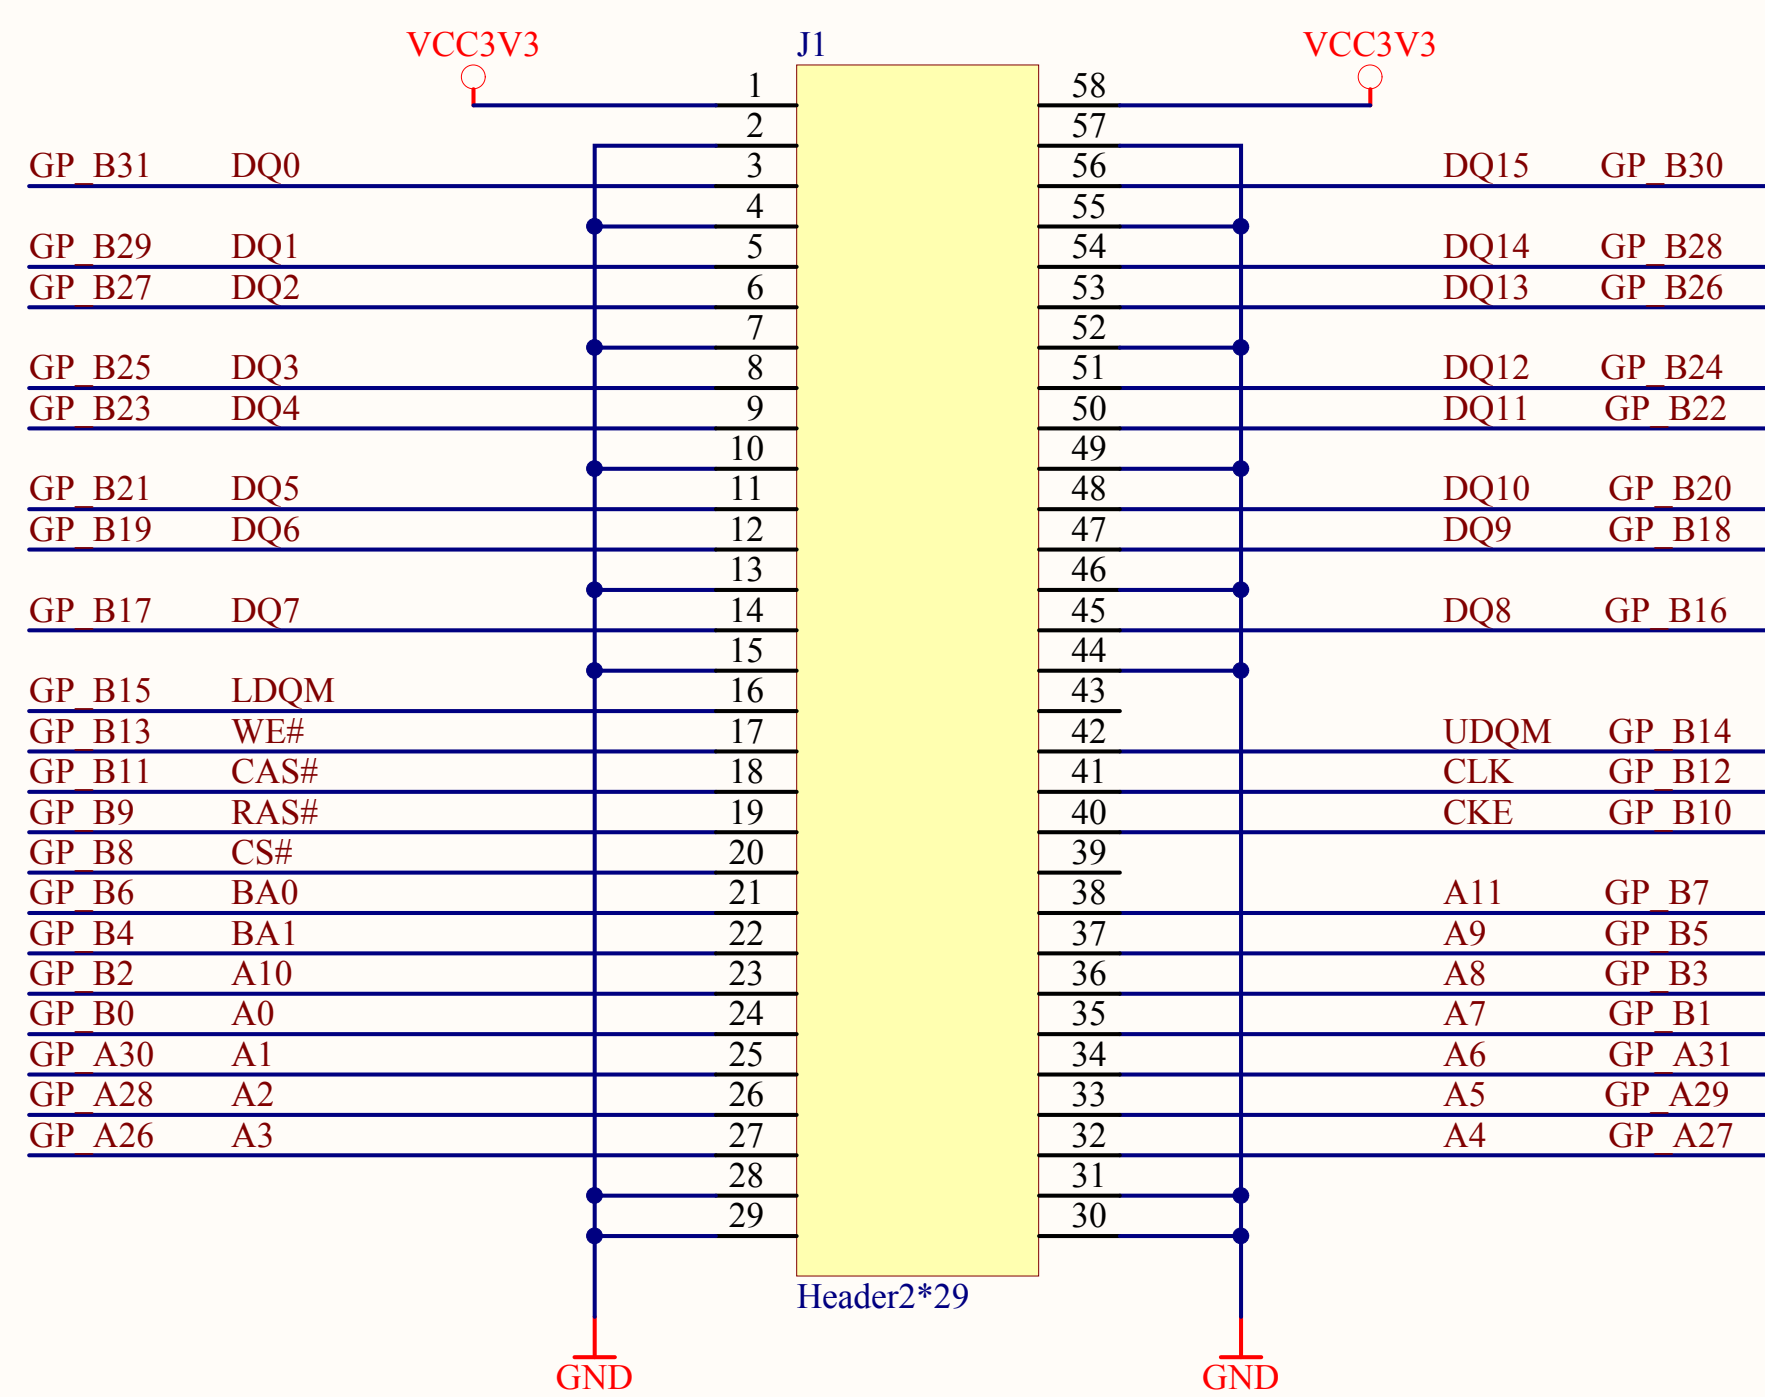 VCC3V3 J1 VCC3V3
1 58
2 57
GP_B31 DQ0 3 56 DQ15 GP_B30
4 55
GP_B29 DQ1 5 54 DQ14 GP_B28
GP_B27 DQ2 6 53 DQ13 GP_B26
7 52
GP_B25 DQ3 8 51 DQ12 GP_B24
GP_B23 DQ4 9 50 DQ11 GP_B22
10 49
GP_B21 DQ5 11 48 DQ10 GP_B20
GP_B19 DQ6 12 47 DQ9 GP_B18
13 46
GP_B17 DQ7 14 45 DQ8 GP_B16
15 44
GP_B15 LDQM 16 43
GP_B13 WE# 17 42 UDQM GP_B14
GP_B11 CAS# 18 41 CLK GP_B12
GP_B9 RAS# 19 40 CKE GP_B10
GP_B8 CS# 20 39
GP_B6 BA0 21 38 A11 GP_B7
GP_B4 BA1 22 37 A9 GP_B5
GP_B2 A10 23 36 A8 GP_B3
GP_B0 A0 24 35 A7 GP_B1
GP_A30 A1 25 34 A6 GP_A31
GP_A28 A2 26 33 A5 GP_A29
GP_A26 A3 27 32 A4 GP_A27
28 31
29 30
Header2*29
GND GND